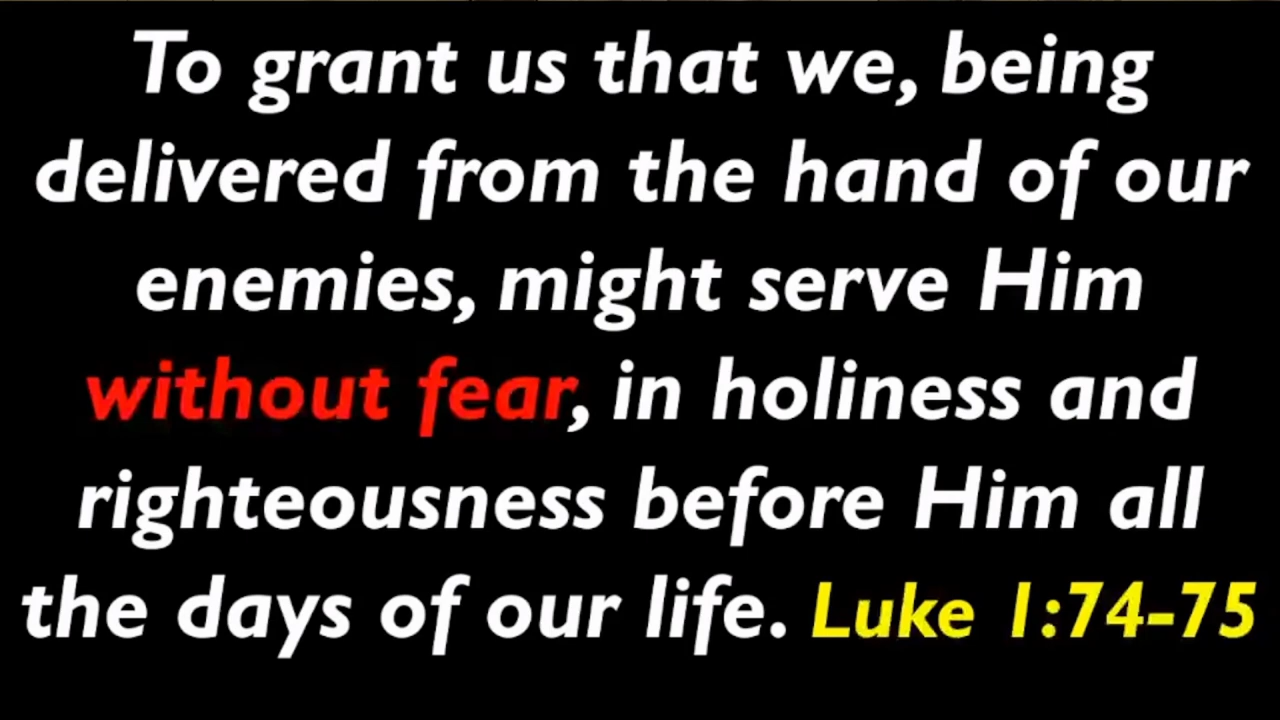 To grant us that we, being
delivered from the hand of our
enemies, might serve Him
without fear, in holiness and
righteousness before Him all
the days of our life. Luke 1:74-75